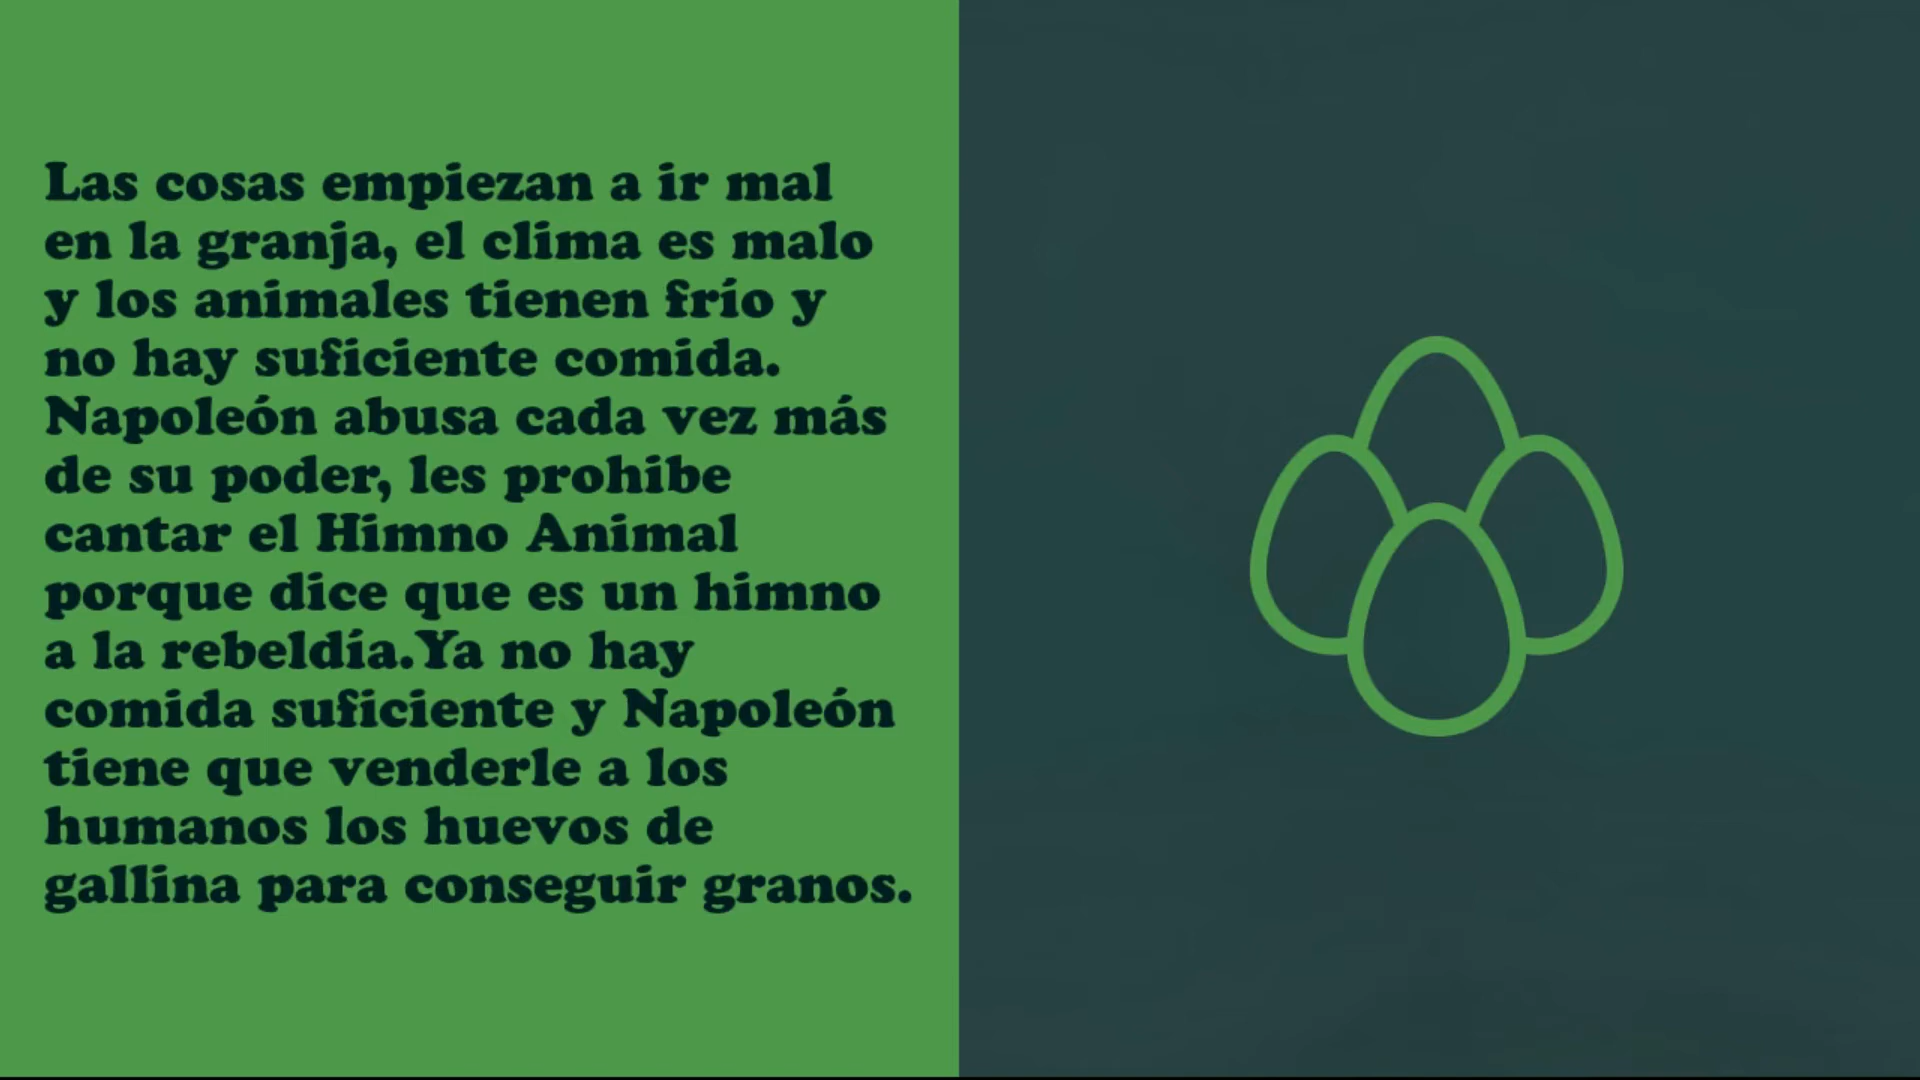 Las cosas empiezan a ir mal
en la granja, el clima es malo
y los animales tienen frío y
no hay suficiente comida.
Napoleón abusa cada vez más
de su poder, les prohibe
cantar el Himno Animal
porque dice que es un himno
a la rebeldía.Ya no hay
comida suficiente y Napoleón
tiene que venderle a los
humanos los huevos de
gallina para conseguir granos.